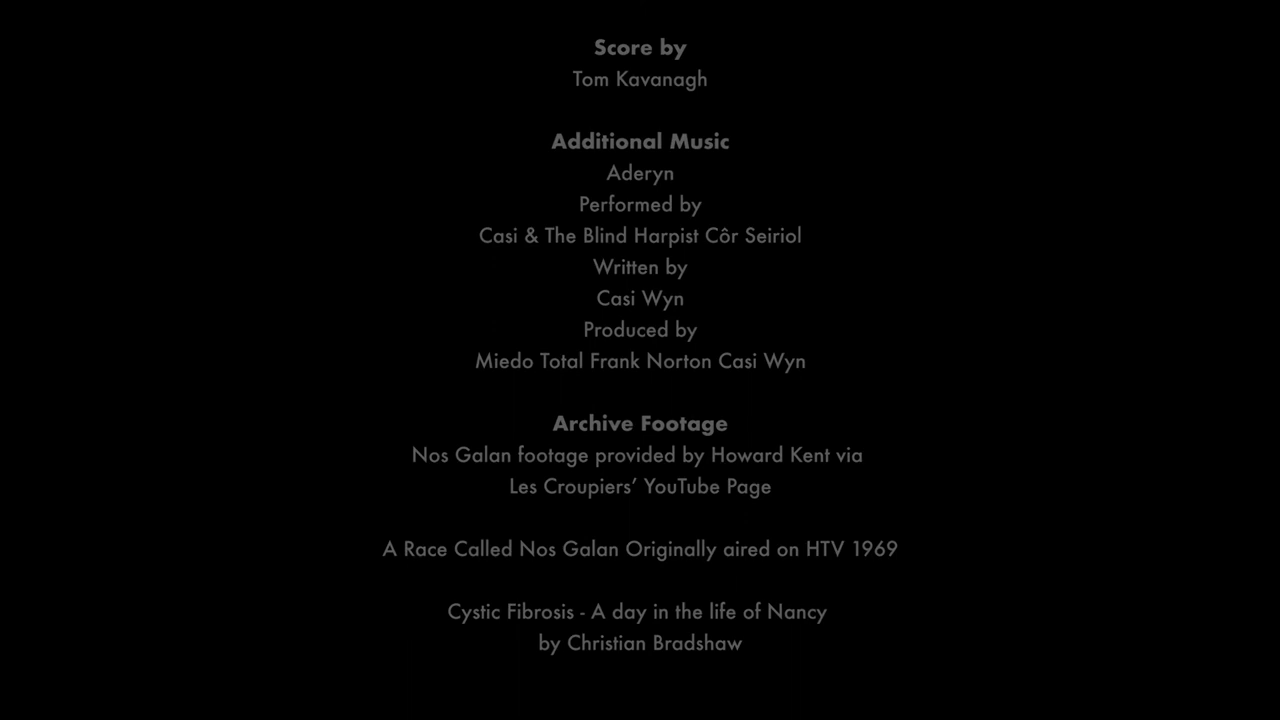 Score by
Tom Kavanagh
Additional Music
Aderyn
Performed by
Casi & The Blind Harpist Côr Seiriol
Written by
Casi Wyn
Produced by
Miedo Total Frank Norton Casi Wyn
Archive Footage
Nos Galan footage provided by Howard Kent via
Les Croupiers’ YouTube Page
A Race Called Nos Galan Originally aired on HTV 1969
Cystic Fibrosis - A day in the life of Nancy
by Christian Bradshaw